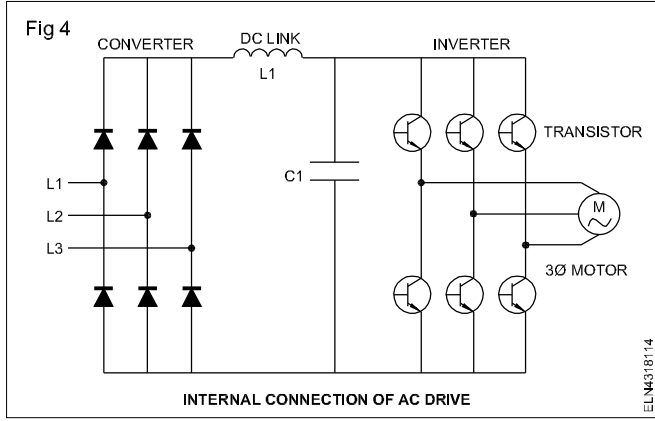 Fig 4
CONVERTER
DC LINK
L1
INVERTER
TRANSISTOR
L1
L2
L3
C1
M
3Ø MOTOR
INTERNAL CONNECTION OF AC DRIVE
ELN4318114